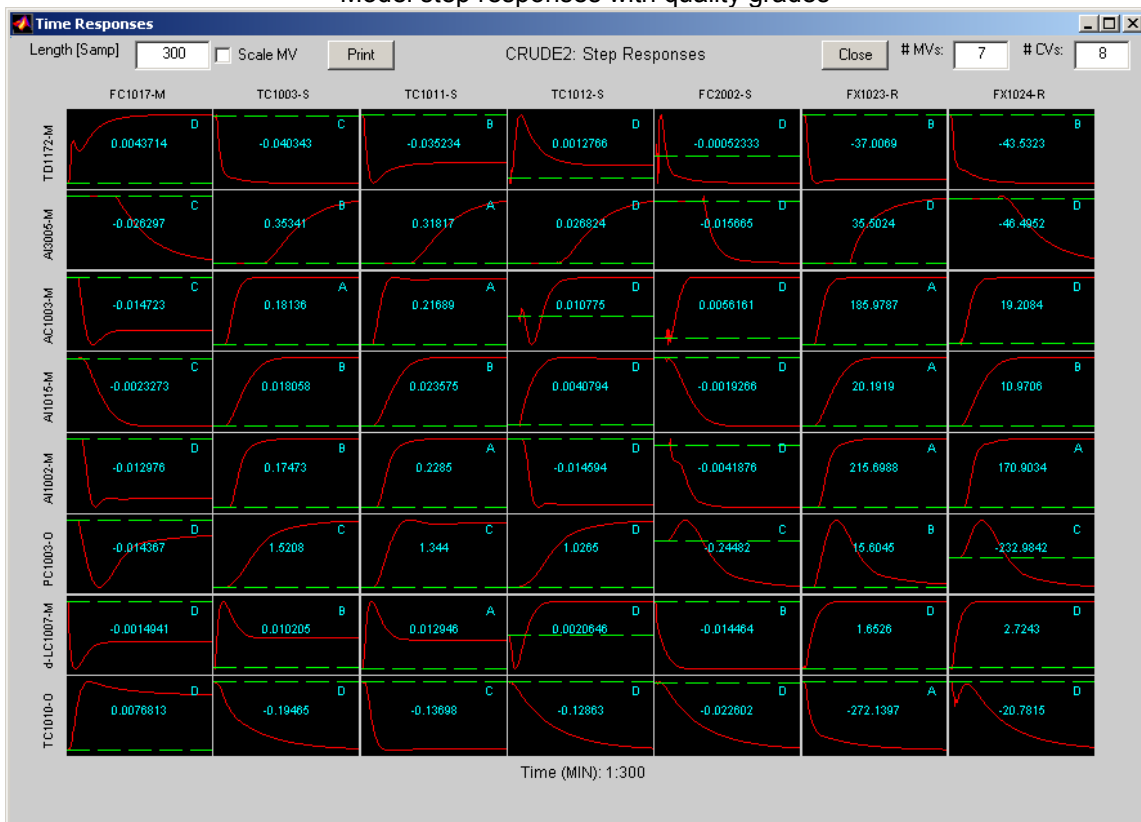 Model step responses with quality grades
Time Responses
Length [Samp] 300 Scale MV Print CRUDE2: Step Responses Close # MVs: 7 # CVs: 8
FC1017-M TC1003-S TC1011-S TC1012-S FC2002-S FX1023-R FX1024-R
TD1172-M D 0.0043714 C -0.040343 B -0.035234 D 0.0012766 D -0.00052333 B -37.0069 B -43.5323
AI3005-M C -0.026297 B 0.35341 A 0.31817 D 0.026824 D -0.015665 D 35.5024 D -46.4952
AC1003-M C -0.014723 A 0.18136 A 0.21689 D 0.010775 D 0.0056161 A 185.9787 D 19.2084
AI1015-M C -0.0023273 B 0.018058 B 0.023575 D 0.0040794 D -0.0019266 A 20.1919 B 10.9706
AI1002-M D -0.012976 B 0.17473 A 0.2285 D -0.014594 D -0.0041876 A 215.6988 A 170.9034
PC1003-O D -0.014367 C 1.5208 C 1.344 D 1.0265 C -0.24482 B 15.6045 C -232.9842
d-LC1007-M D -0.0014941 B 0.010205 A 0.012946 D 0.0020646 B -0.014464 D 1.6526 D 2.7243
TC1010-O D 0.0076813 D -0.19465 C -0.13698 D -0.12863 D -0.022602 A -272.1397 D -20.7815
Time (MIN): 1:300